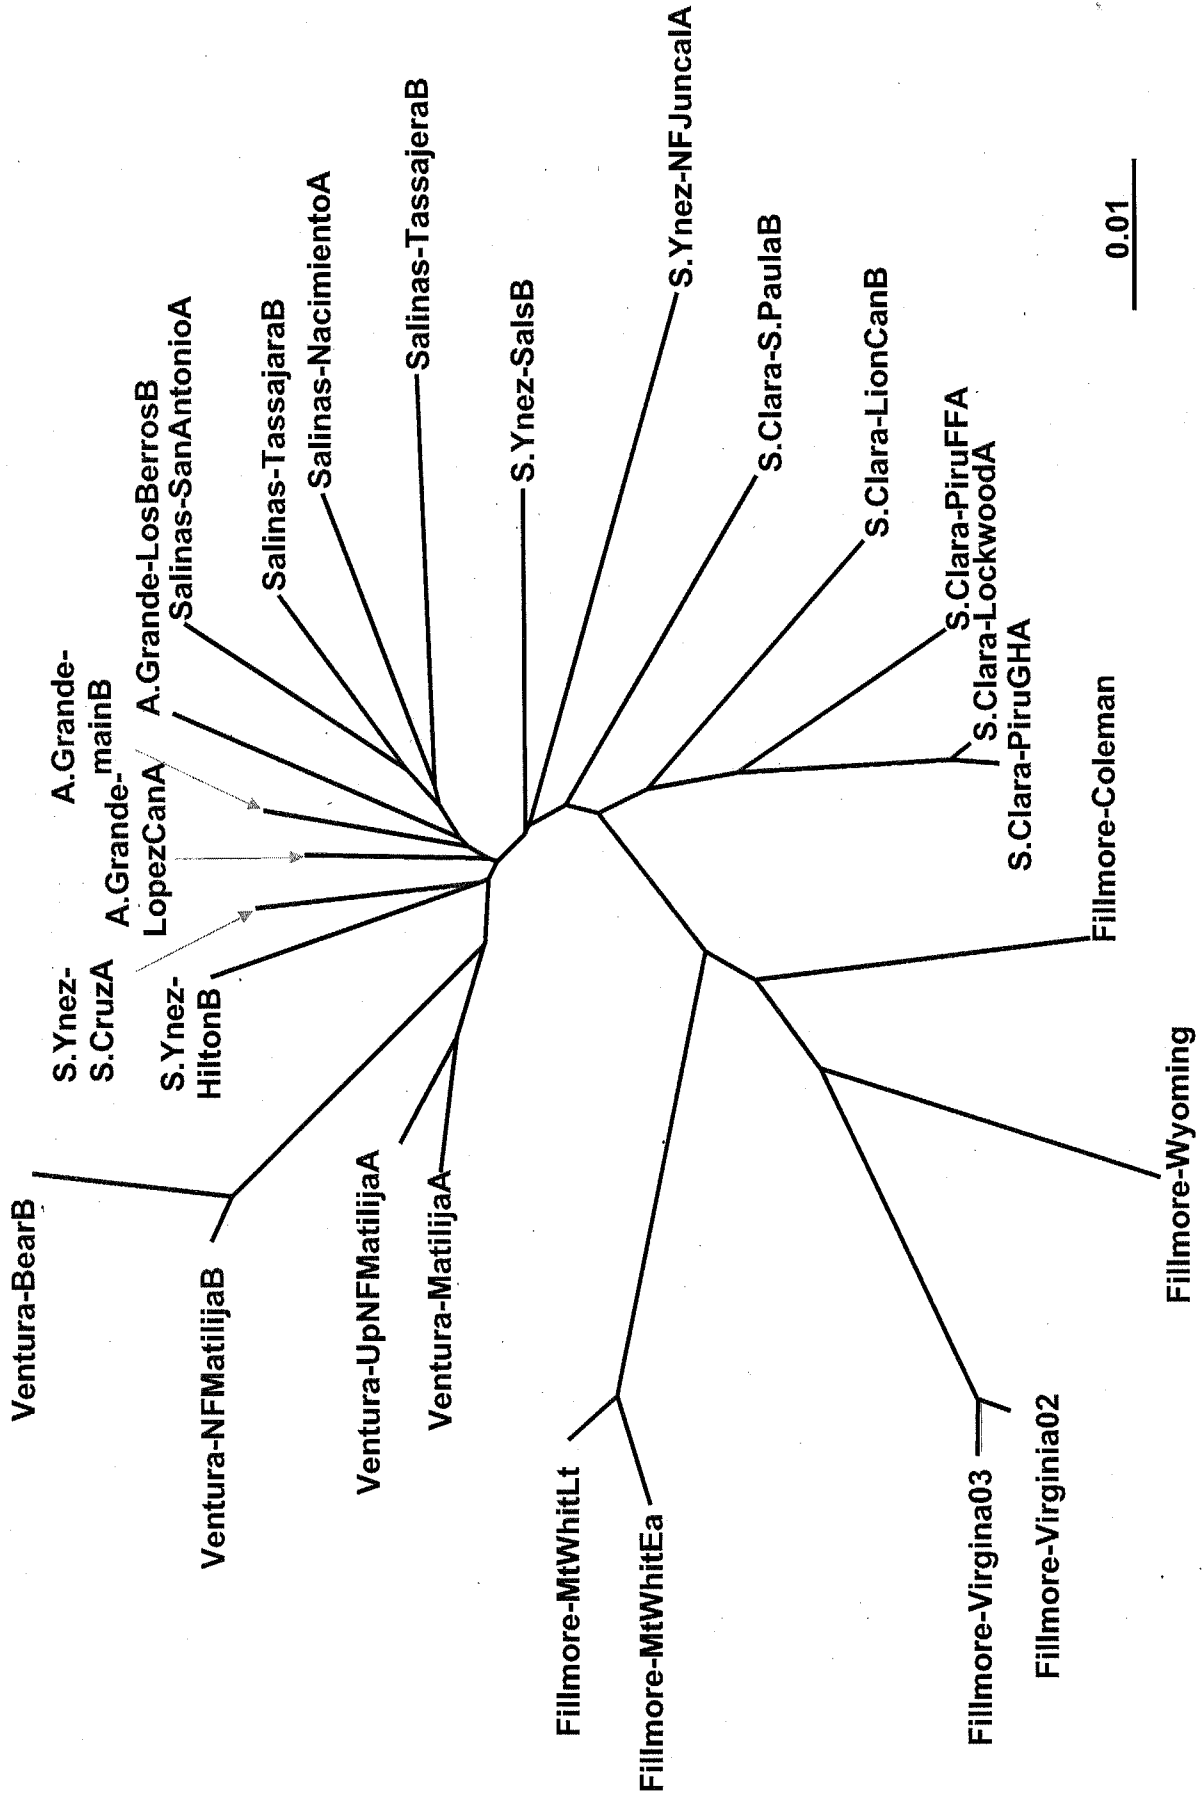 Ventura-BearB
Ventura-NFMatilijaB
Ventura-UpNFMatilijaA
Ventura-MatilijaA
Fillmore-MtWhitLt
Fillmore-MtWhitEa
Fillmore-Virgina03
Fillmore-Virginia02
Fillmore-Wyoming
Fillmore-Coleman
S.Clara-PiruGHA
S.Clara-LockwoodA
S.Clara-PiruFFA
S.Clara-LionCanB
S.Clara-S.PaulaB
S.Ynez-NFJuncalA
S.Ynez-SalsB
Salinas-TassajeraB
Salinas-NacimientoA
Salinas-TassajaraB
Salinas-SanAntonioA
A.Grande-LosBerrosB
A.Grande-
mainB
A.Grande-
LopezCanA
S.Ynez-
S.CruzA
S.Ynez-
HiltonB
0.01